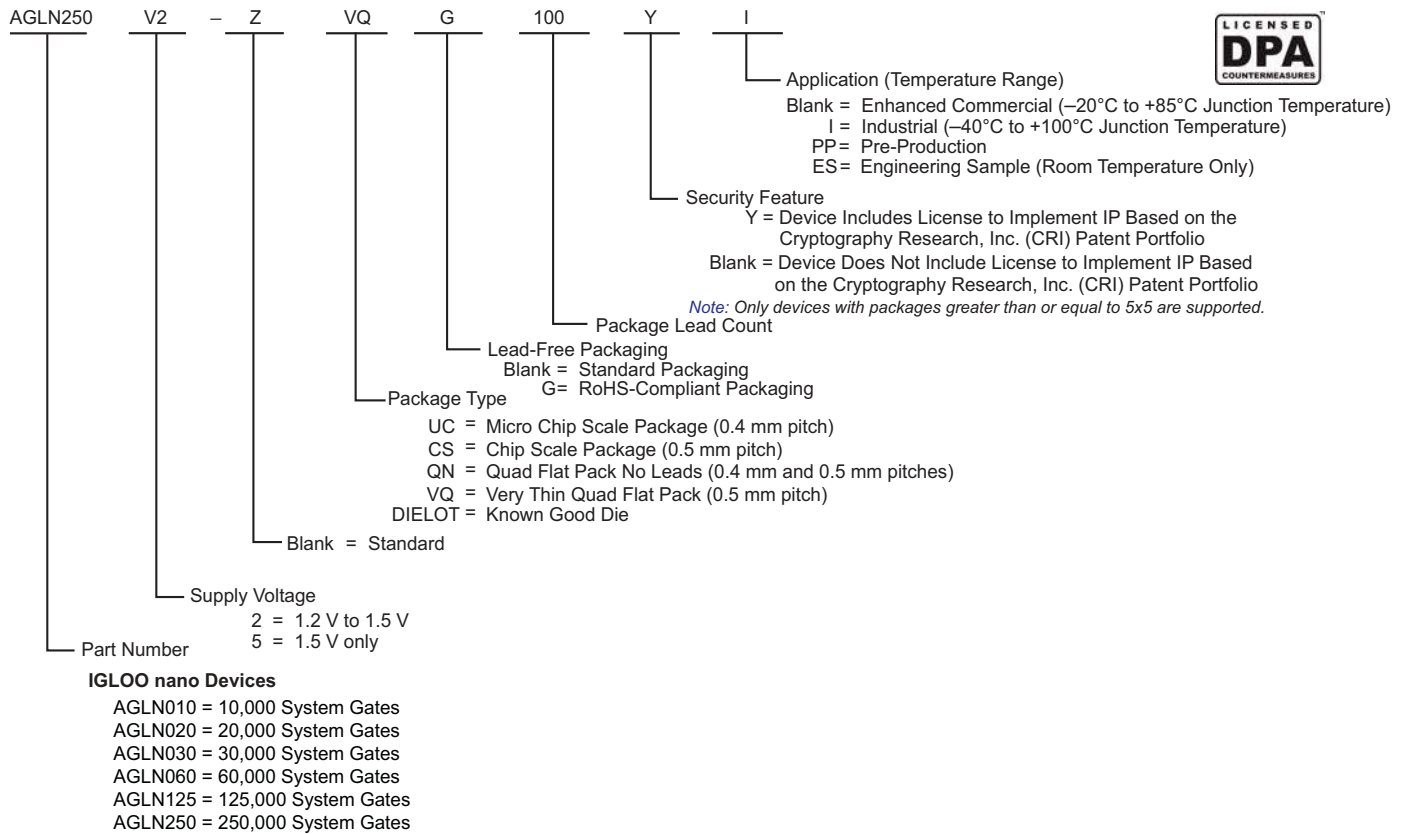 AGLN250 V2 – Z VQ G 100 Y I
LICENSED
DPA
COUNTERMEASURES
™
Application (Temperature Range)
Blank = Enhanced Commercial (–20°C to +85°C Junction Temperature)
I = Industrial (–40°C to +100°C Junction Temperature)
PP = Pre-Production
ES = Engineering Sample (Room Temperature Only)
Security Feature
Y = Device Includes License to Implement IP Based on the
Cryptography Research, Inc. (CRI) Patent Portfolio
Blank = Device Does Not Include License to Implement IP Based
on the Cryptography Research, Inc. (CRI) Patent Portfolio
Note: Only devices with packages greater than or equal to 5x5 are supported.
Package Lead Count
Lead-Free Packaging
Blank = Standard Packaging
G= RoHS-Compliant Packaging
Package Type
UC = Micro Chip Scale Package (0.4 mm pitch)
CS = Chip Scale Package (0.5 mm pitch)
QN = Quad Flat Pack No Leads (0.4 mm and 0.5 mm pitches)
VQ = Very Thin Quad Flat Pack (0.5 mm pitch)
DIELOT = Known Good Die
Blank = Standard
Supply Voltage
2 = 1.2 V to 1.5 V
5 = 1.5 V only
Part Number
IGLOO nano Devices
AGLN010 = 10,000 System Gates
AGLN020 = 20,000 System Gates
AGLN030 = 30,000 System Gates
AGLN060 = 60,000 System Gates
AGLN125 = 125,000 System Gates
AGLN250 = 250,000 System Gates